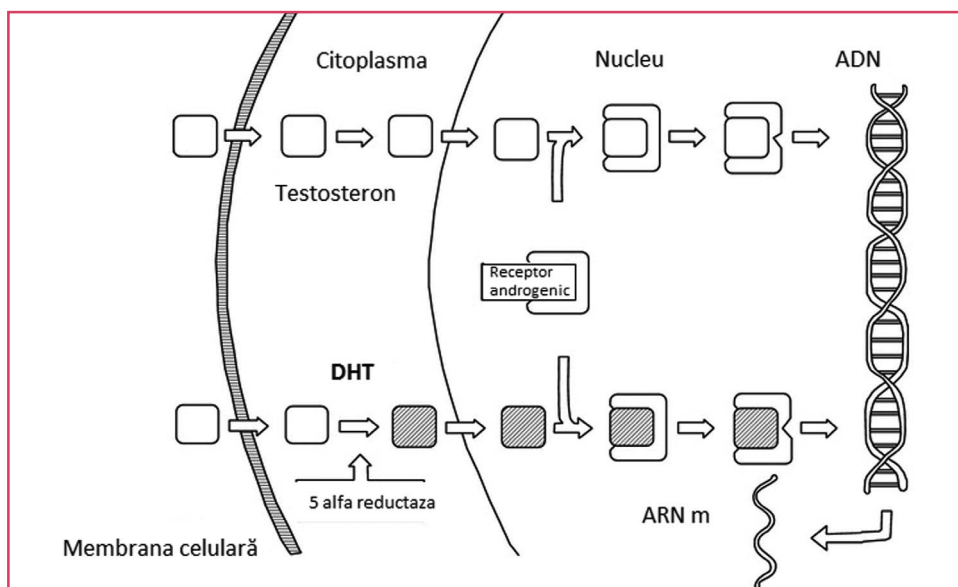 Citoplasma
Nucleu
ADN
Testosteron
Receptor
androgenic
DHT
5 alfa reductaza
ARN m
Membrana celulară